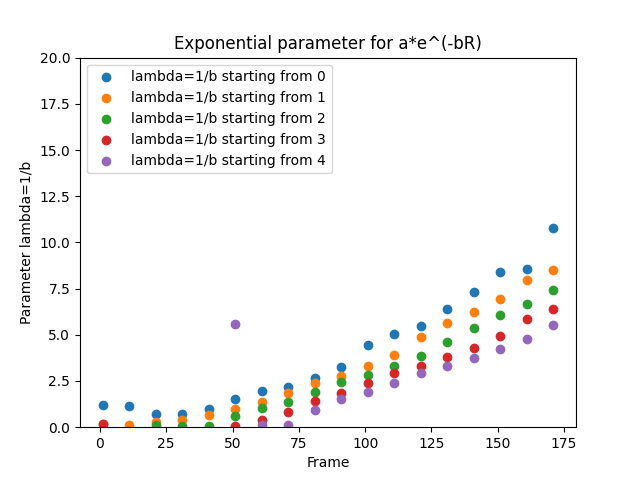 Exponential parameter for a*e^(-bR)
20.0
17.5
15.0
12.5
10.0
7.5
5.0
2.5
0.0
Parameter lambda=1/b
lambda=1/b starting from 0
lambda=1/b starting from 1
lambda=1/b starting from 2
lambda=1/b starting from 3
lambda=1/b starting from 4
0 25 50 75 100 125 150 175
Frame